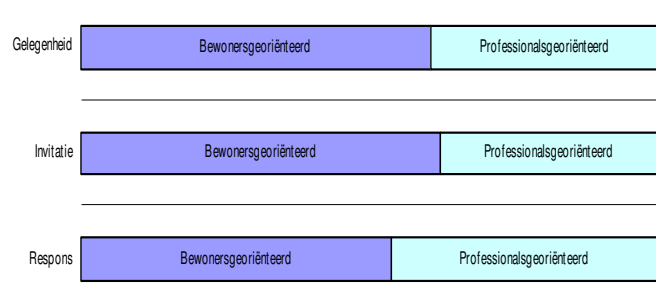 Gelegenheid Bewonersgeoriënteerd Professionalsgeoriënteerd
Invitatie Bewonersgeoriënteerd Professionalsgeoriënteerd
Respons Bewonersgeoriënteerd Professionalsgeoriënteerd